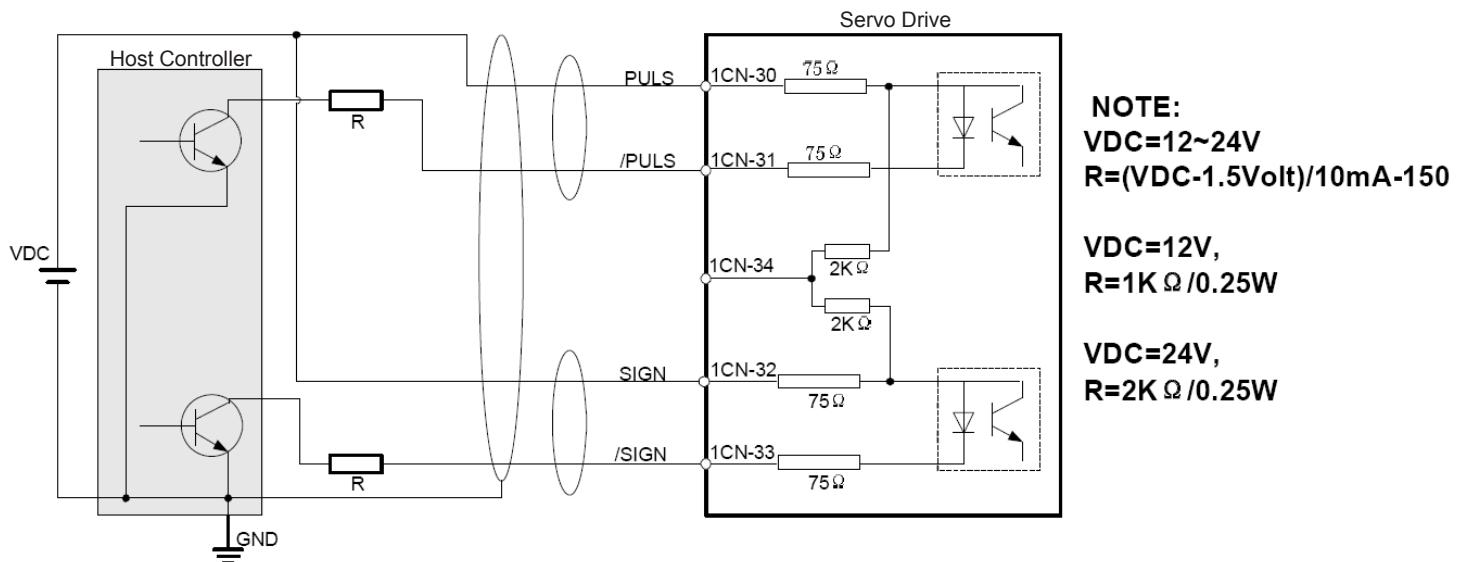 Servo Drive
Host Controller
PULS
1CN-30
75Ω
R
/PULS
1CN-31
75Ω
VDC
1CN-34
2KΩ
2KΩ
SIGN
1CN-32
75Ω
/SIGN
1CN-33
75Ω
R
GND
NOTE:
VDC=12~24V
R=(VDC-1.5Volt)/10mA-150
VDC=12V,
R=1KΩ/0.25W
VDC=24V,
R=2KΩ/0.25W